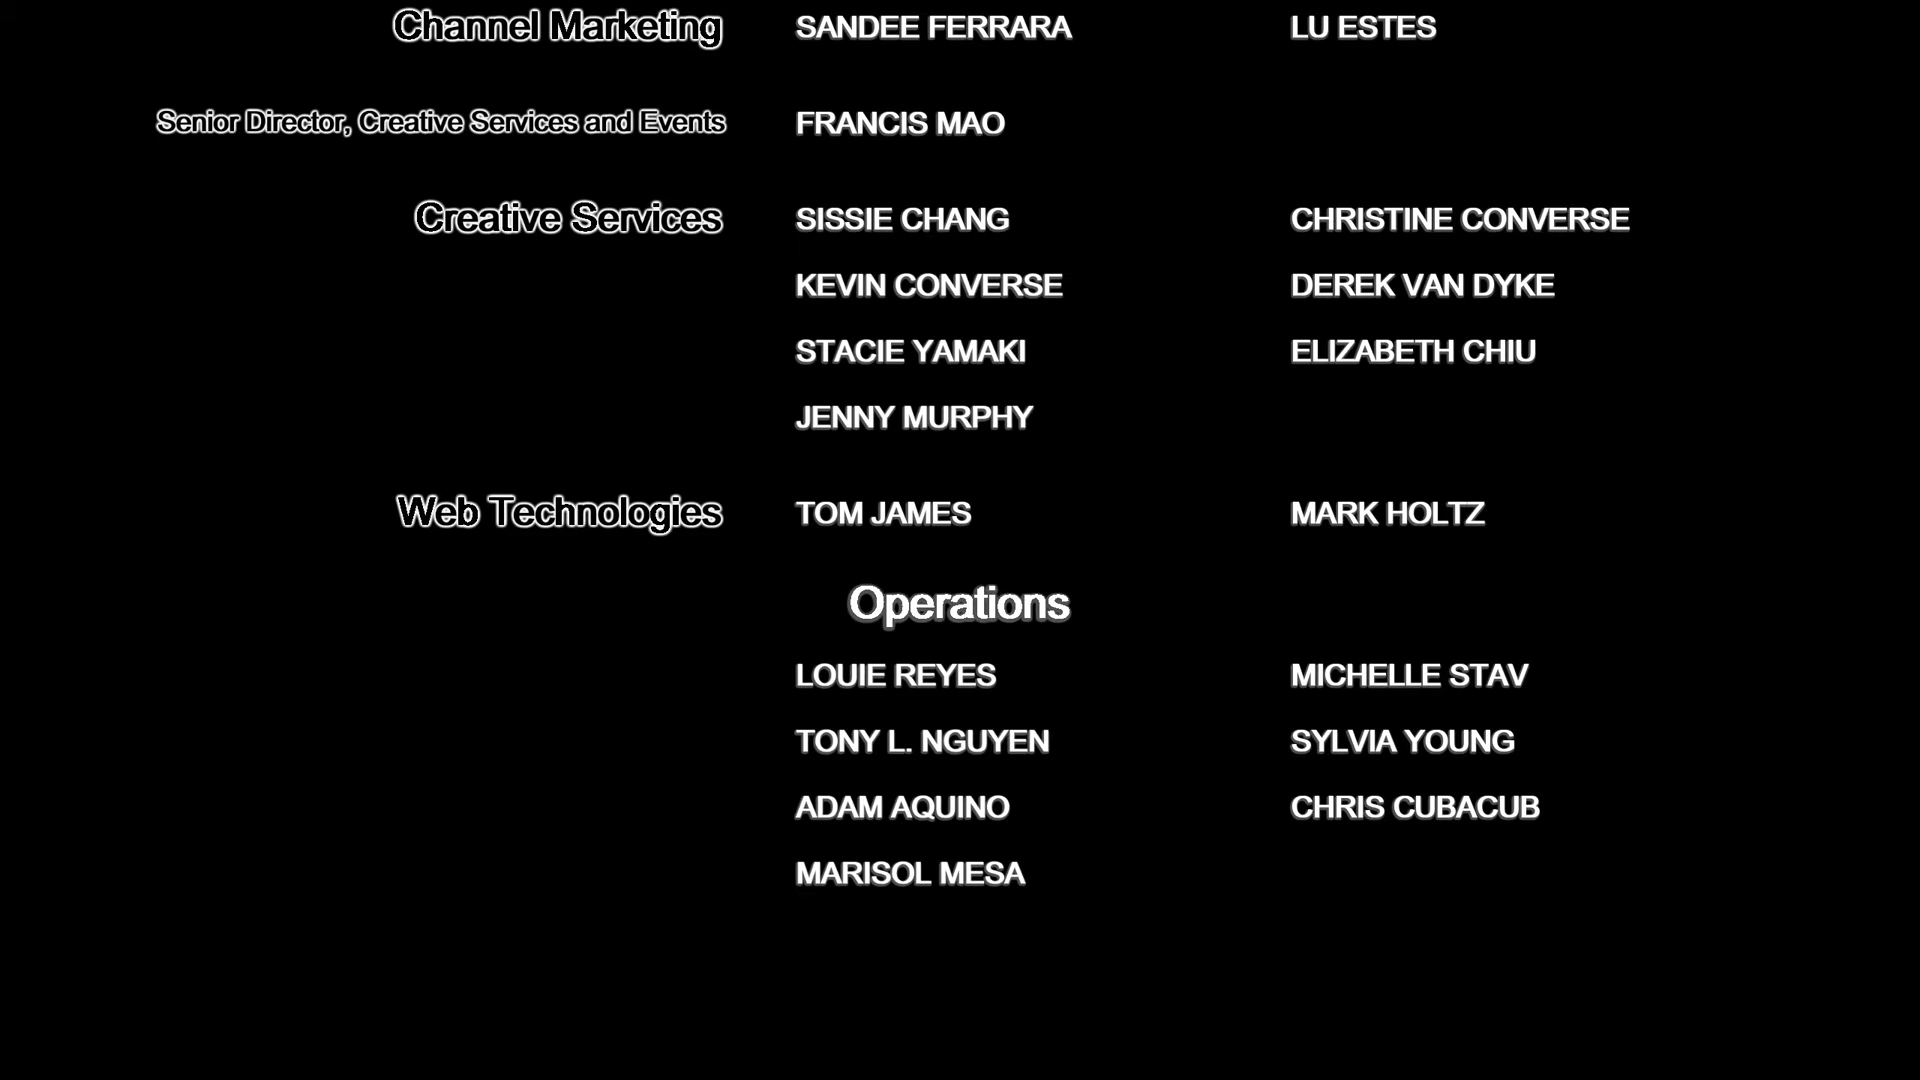 Channel Marketing SANDEE FERRARA LU ESTES
Senior Director, Creative Services and Events FRANCIS MAO
Creative Services SISSIE CHANG CHRISTINE CONVERSE
KEVIN CONVERSE DEREK VAN DYKE
STACIE YAMAKI ELIZABETH CHIU
JENNY MURPHY
Web Technologies TOM JAMES MARK HOLTZ
Operations
LOUIE REYES MICHELLE STAV
TONY L. NGUYEN SYLVIA YOUNG
ADAM AQUINO CHRIS CUBACUB
MARISOL MESA